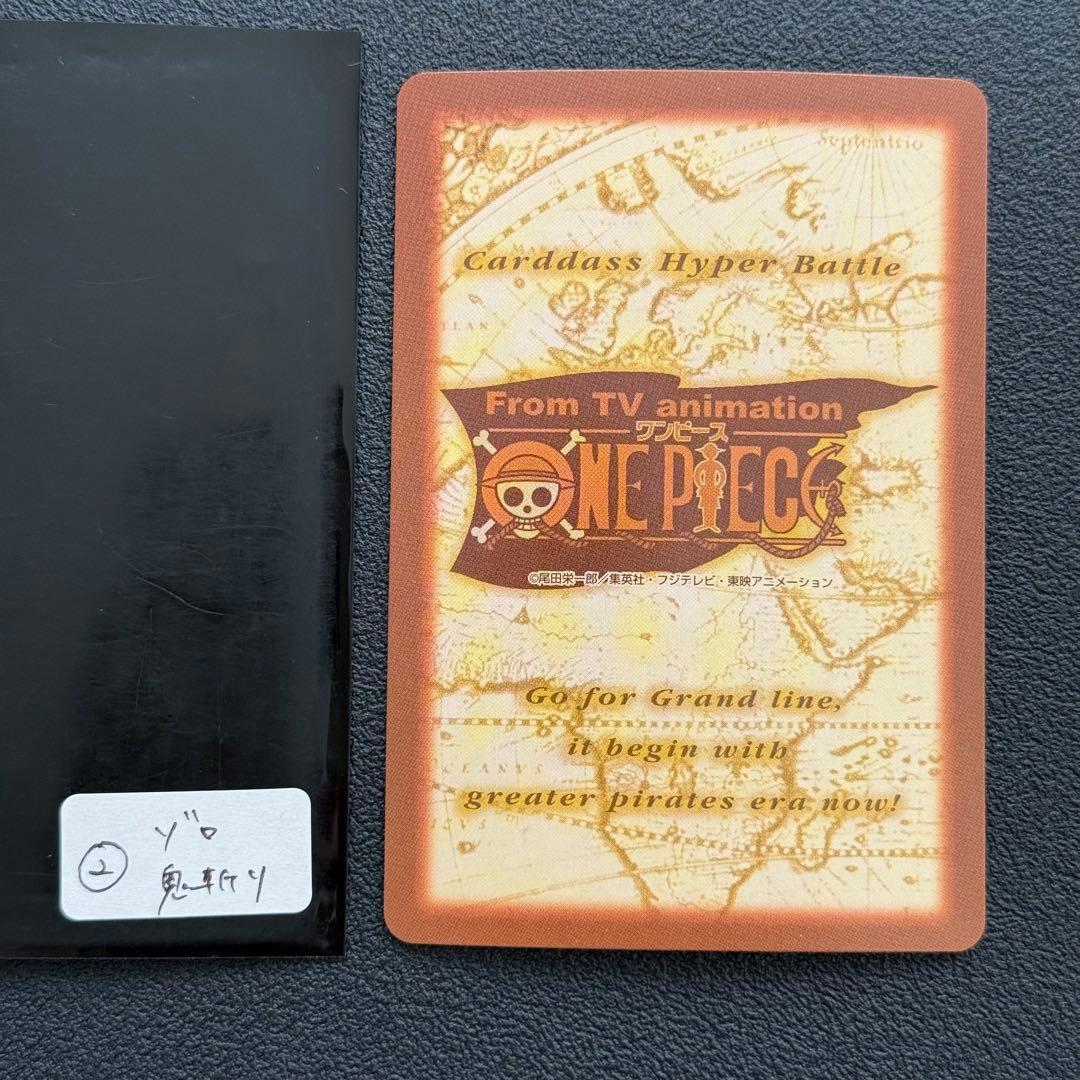 Septentrio
Carddass Hyper Battle
From TV animation
ワンピース
ONE PIECE
©尾田栄一郎／集英社・フジテレビ・東映アニメーション
Go for Grand line,
it begin with
CEANVS
greater pirates era now!
② ゾロ
鬼斬り